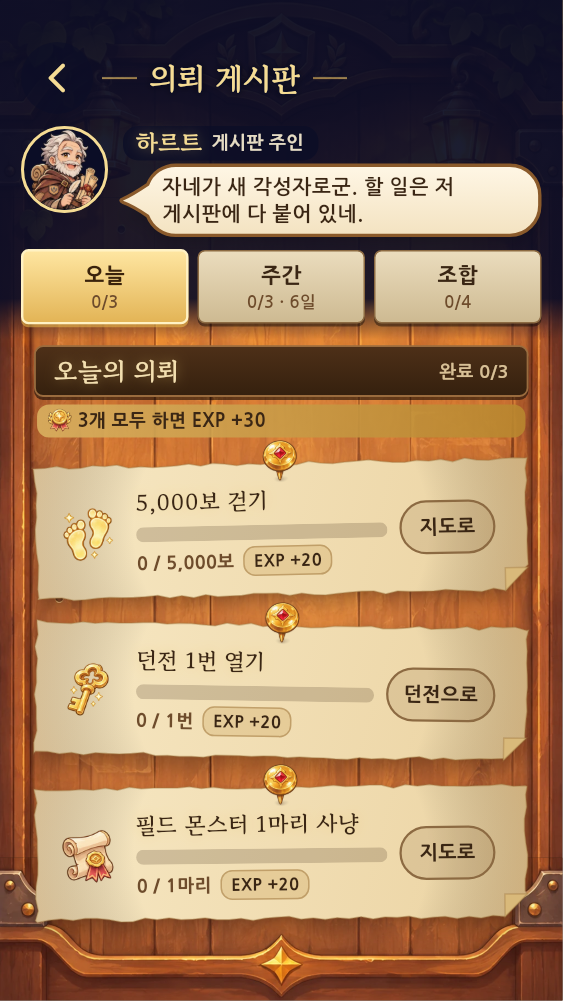 의뢰 게시판
하르트 게시판 주인
자네가 새 각성자로군. 할 일은 저
게시판에 다 붙어 있네.
오늘
0/3
주간
0/3 · 6일
조합
0/4
오늘의 의뢰
완료 0/3
3개 모두 하면 EXP +30
5,000보 걷기
0 / 5,000보
EXP +20
지도로
던전 1번 열기
0 / 1번
EXP +20
던전으로
필드 몬스터 1마리 사냥
0 / 1마리
EXP +20
지도로